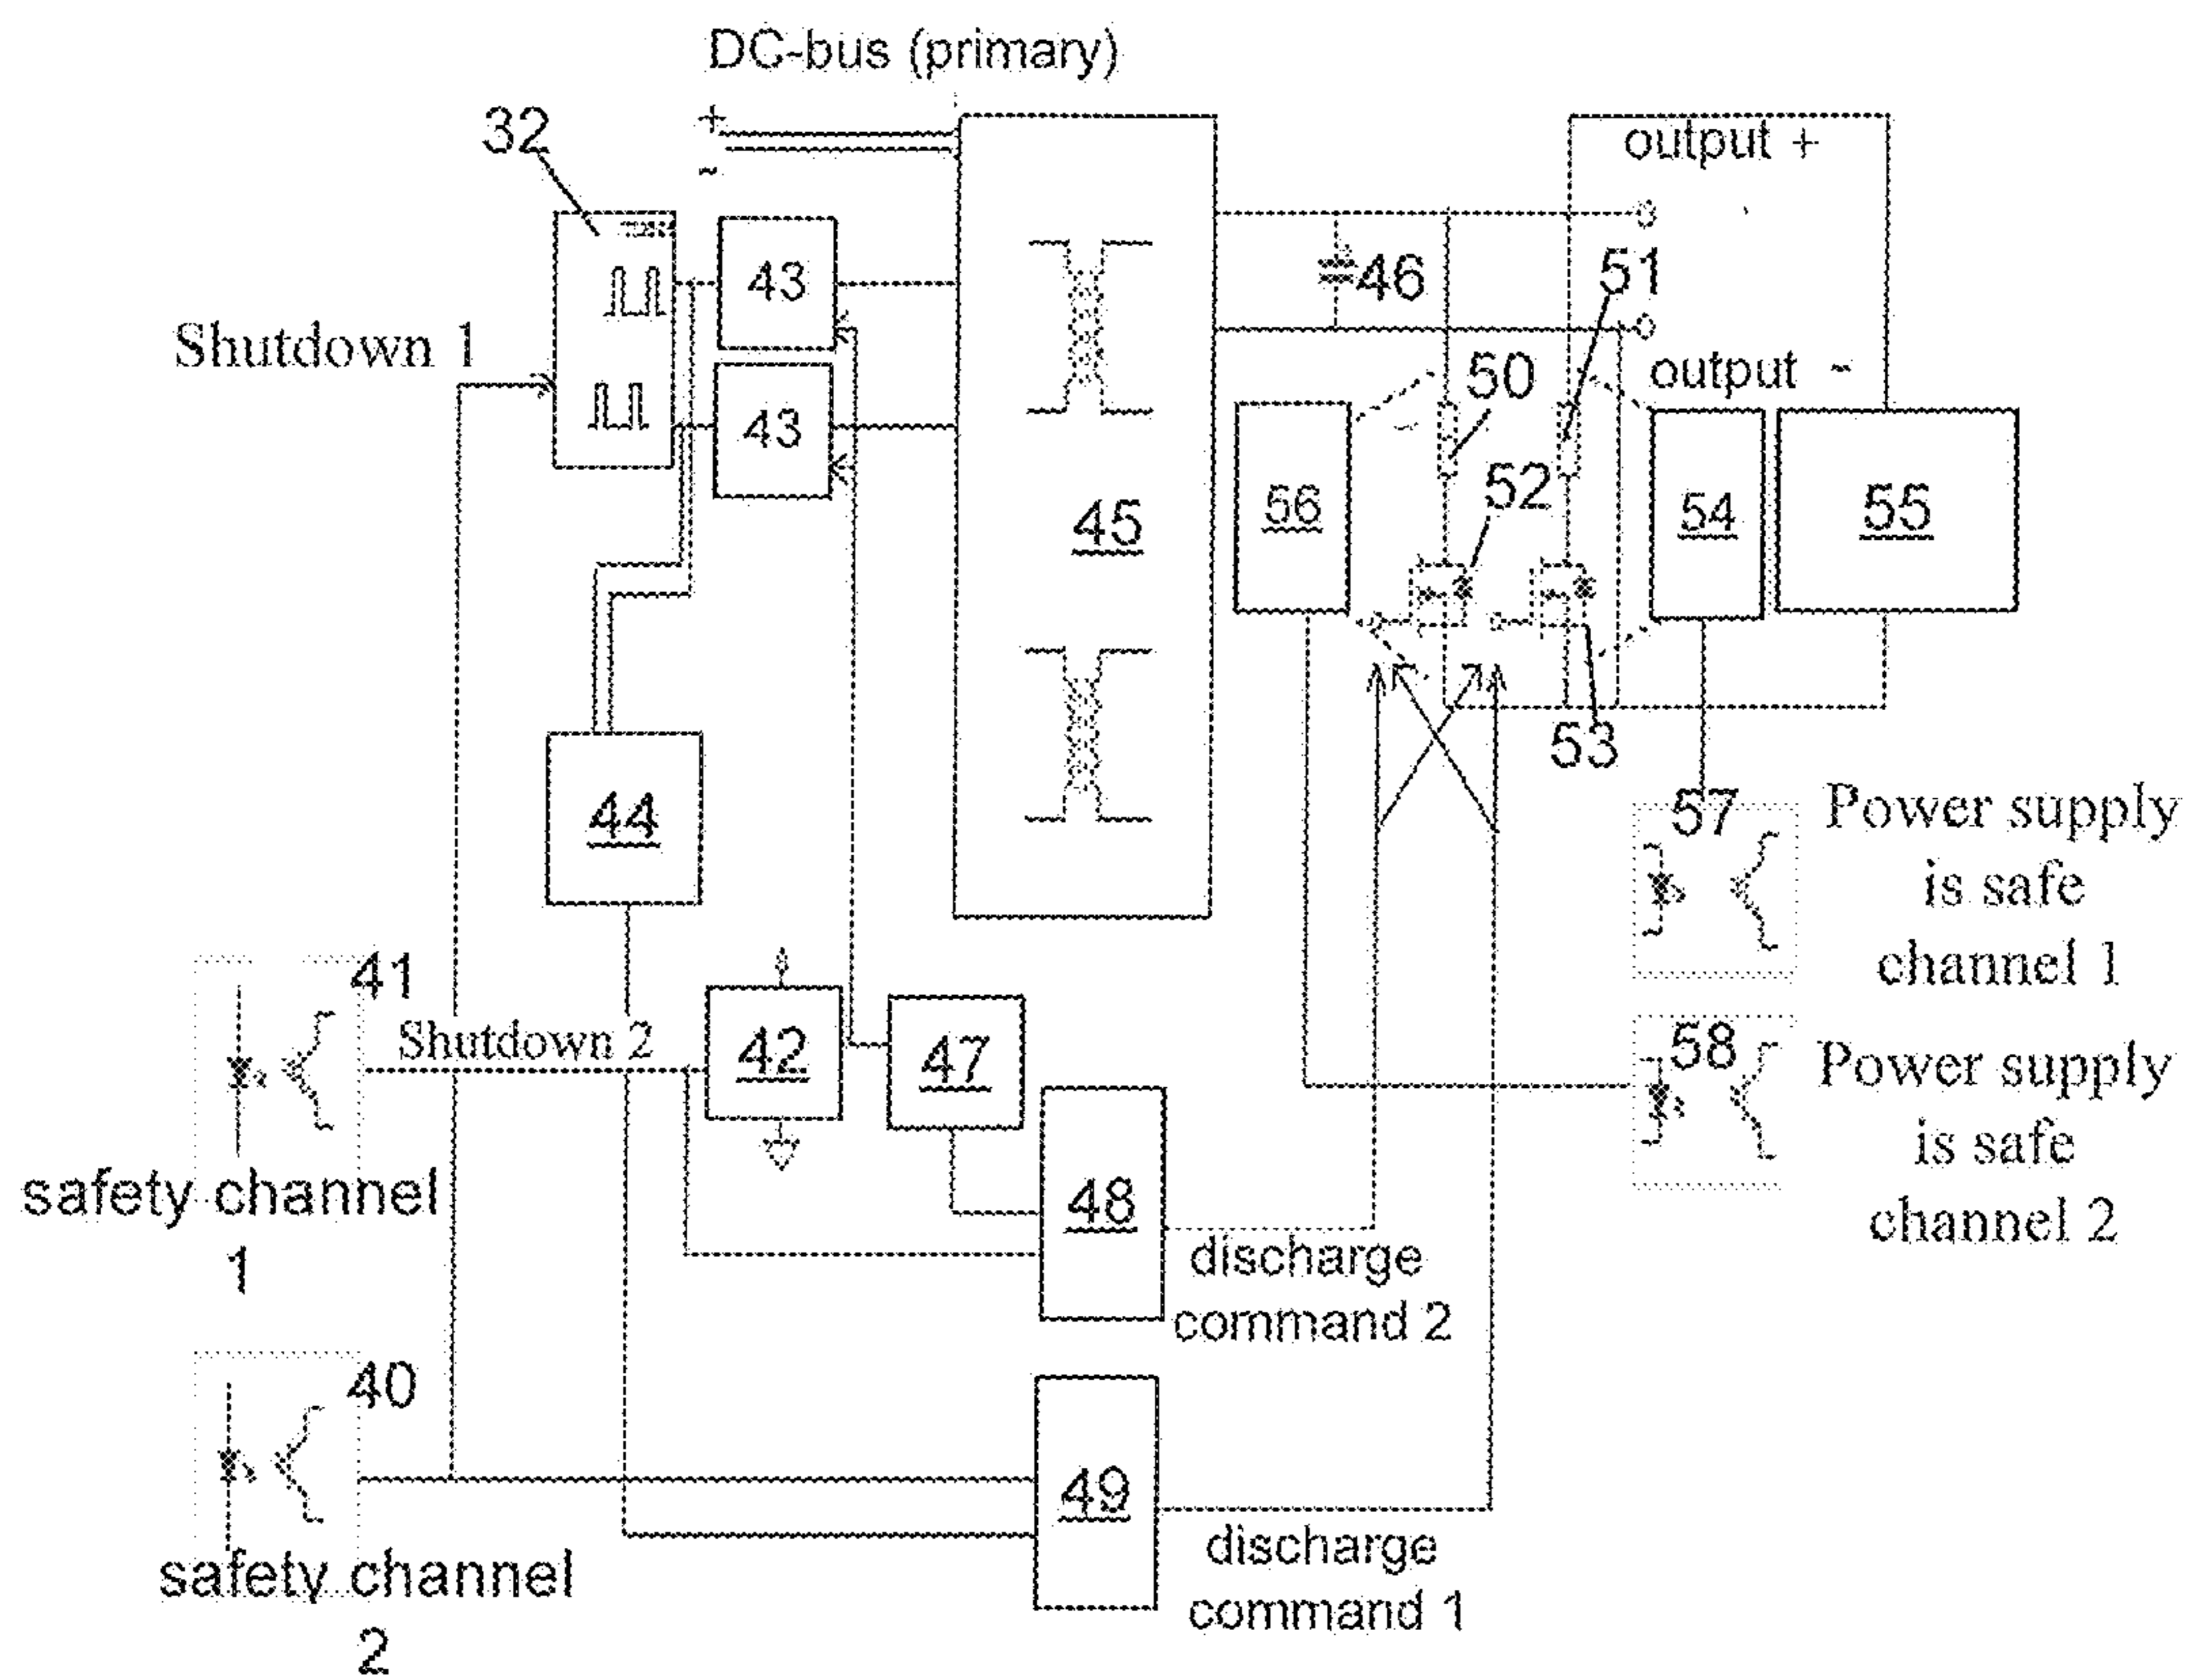 DC-bus (primary)
+
-
32
output +
43
46
51
Shutdown 1
output -
50
43
52
56
54
55
45
53
44
57
Power supply
is safe
channel 1
41
Shutdown 2
42
47
58
Power supply
is safe
channel 2
safety channel
1
48
discharge
command 2
40
49
safety channel
2
discharge
command 1